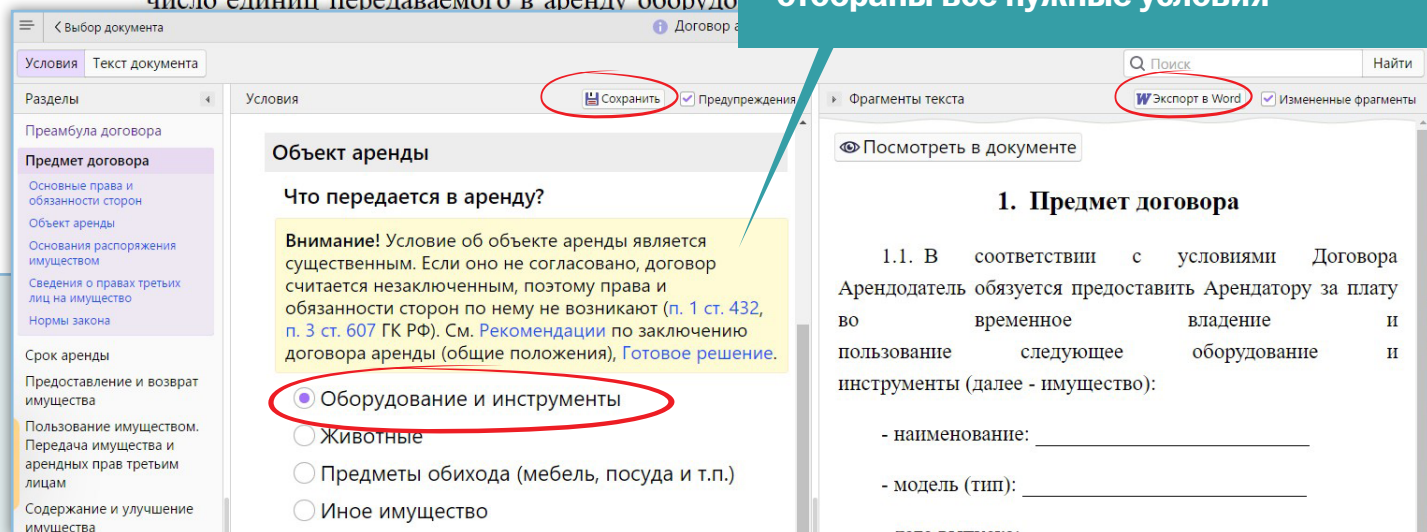 число единиц передаваемого в аренду оборудо
отобраны все нужные условия
Выбор документа
Договор а
Условия
Текст документа
Поиск
Найти
Разделы
Условия
Сохранить
Предупреждения
Фрагменты текста
Экспорт в Word
Измененные фрагменты
Преамбула договора
Предмет договора
Основные права и
обязанности сторон
Объект аренды
Основания распоряжения
имуществом
Сведения о правах третьих
лиц на имущество
Нормы закона
Срок аренды
Предоставление и возврат
имущества
Пользование имуществом.
Передача имущества и
арендных прав третьим
лицам
Содержание и улучшение
имущества
Объект аренды
Что передается в аренду?
Внимание! Условие об объекте аренды является
существенным. Если оно не согласовано, договор
считается незаключенным, поэтому права и
обязанности сторон по нему не возникают (п. 1 ст. 432,
п. 3 ст. 607 ГК РФ). См. Рекомендации по заключению
договора аренды (общие положения), Готовое решение.
Оборудование и инструменты
Животные
Предметы обихода (мебель, посуда и т.п.)
Иное имущество
Посмотреть в документе
1. Предмет договора
1.1. В соответствии с условиями Договора
Арендодатель обязуется предоставить Арендатору за плату
во временное владение и
пользование следующее оборудование и
инструменты (далее - имущество):
- наименование:
- модель (тип):